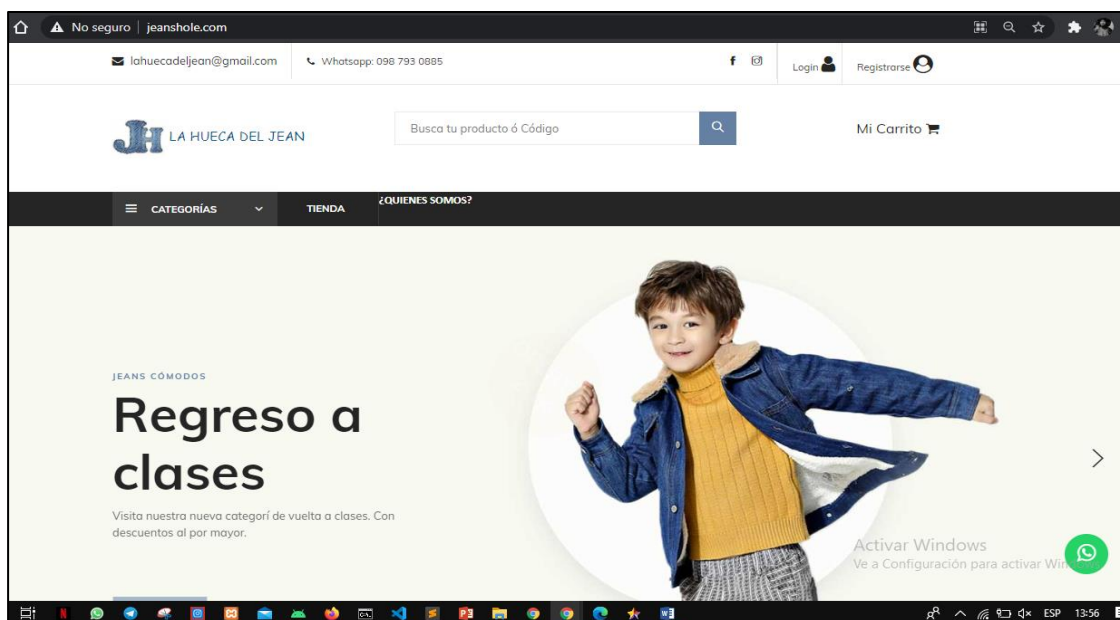 No seguro | jeanshole.com
lahuecadeljean@gmail.com
Whatsapp: 098 793 0885
Login
Registrarse
JH LA HUECA DEL JEAN
Busca tu producto ó Código
Mi Carrito
CATEGORÍAS
TIENDA
¿QUIENES SOMOS?
JEANS CÓMODOS
Regreso a
clases
Visita nuestra nueva categorí de vuelta a clases. Con
descuentos al por mayor.
Activar Windows
Ve a Configuración para activar
ESP
13:56